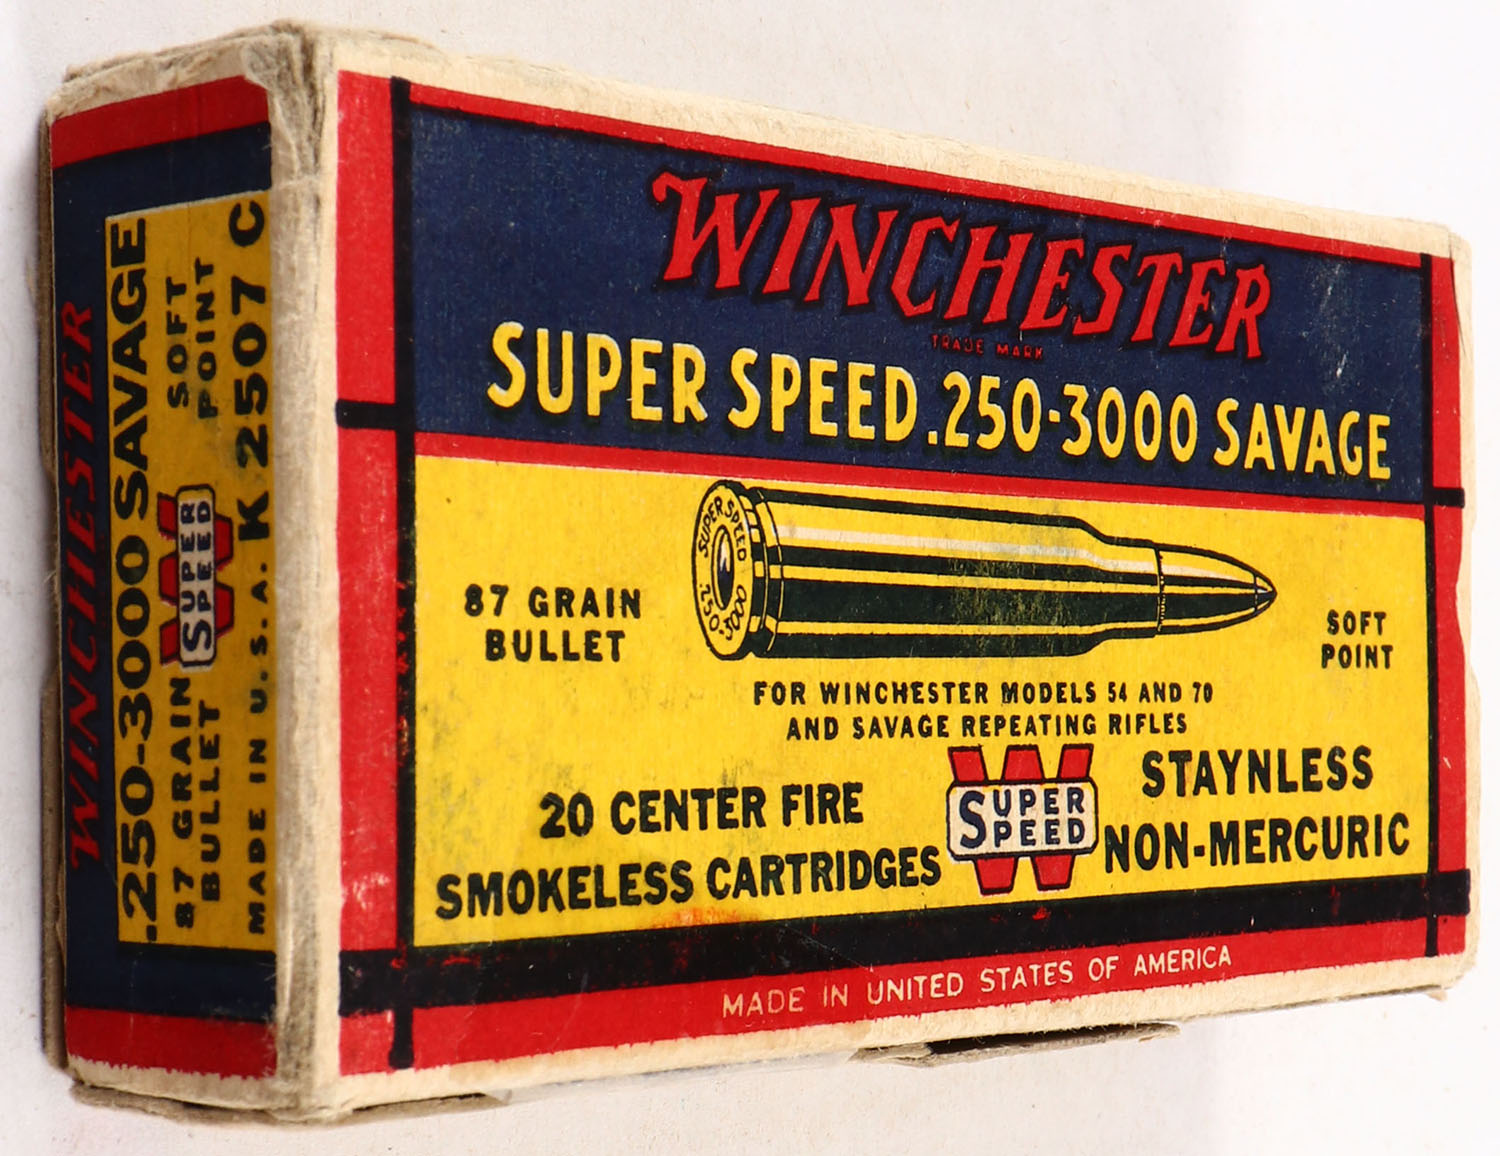 WINCHESTER
TRADE MARK
SUPER SPEED .250-3000 SAVAGE
SUPER SPEED
.250-3000
87 GRAIN
BULLET
SOFT
POINT
FOR WINCHESTER MODELS 54 AND 70
AND SAVAGE REPEATING RIFLES
20 CENTER FIRE
SMOKELESS CARTRIDGES
W
SUPER
SPEED
STAYNLESS
NON-MERCURIC
MADE IN UNITED STATES OF AMERICA
WINCHESTER
.250-3000 SAVAGE
87 GRAIN
BULLET
W
SUPER
SPEED
SOFT
POINT
MADE IN U.S.A. K 2507 C